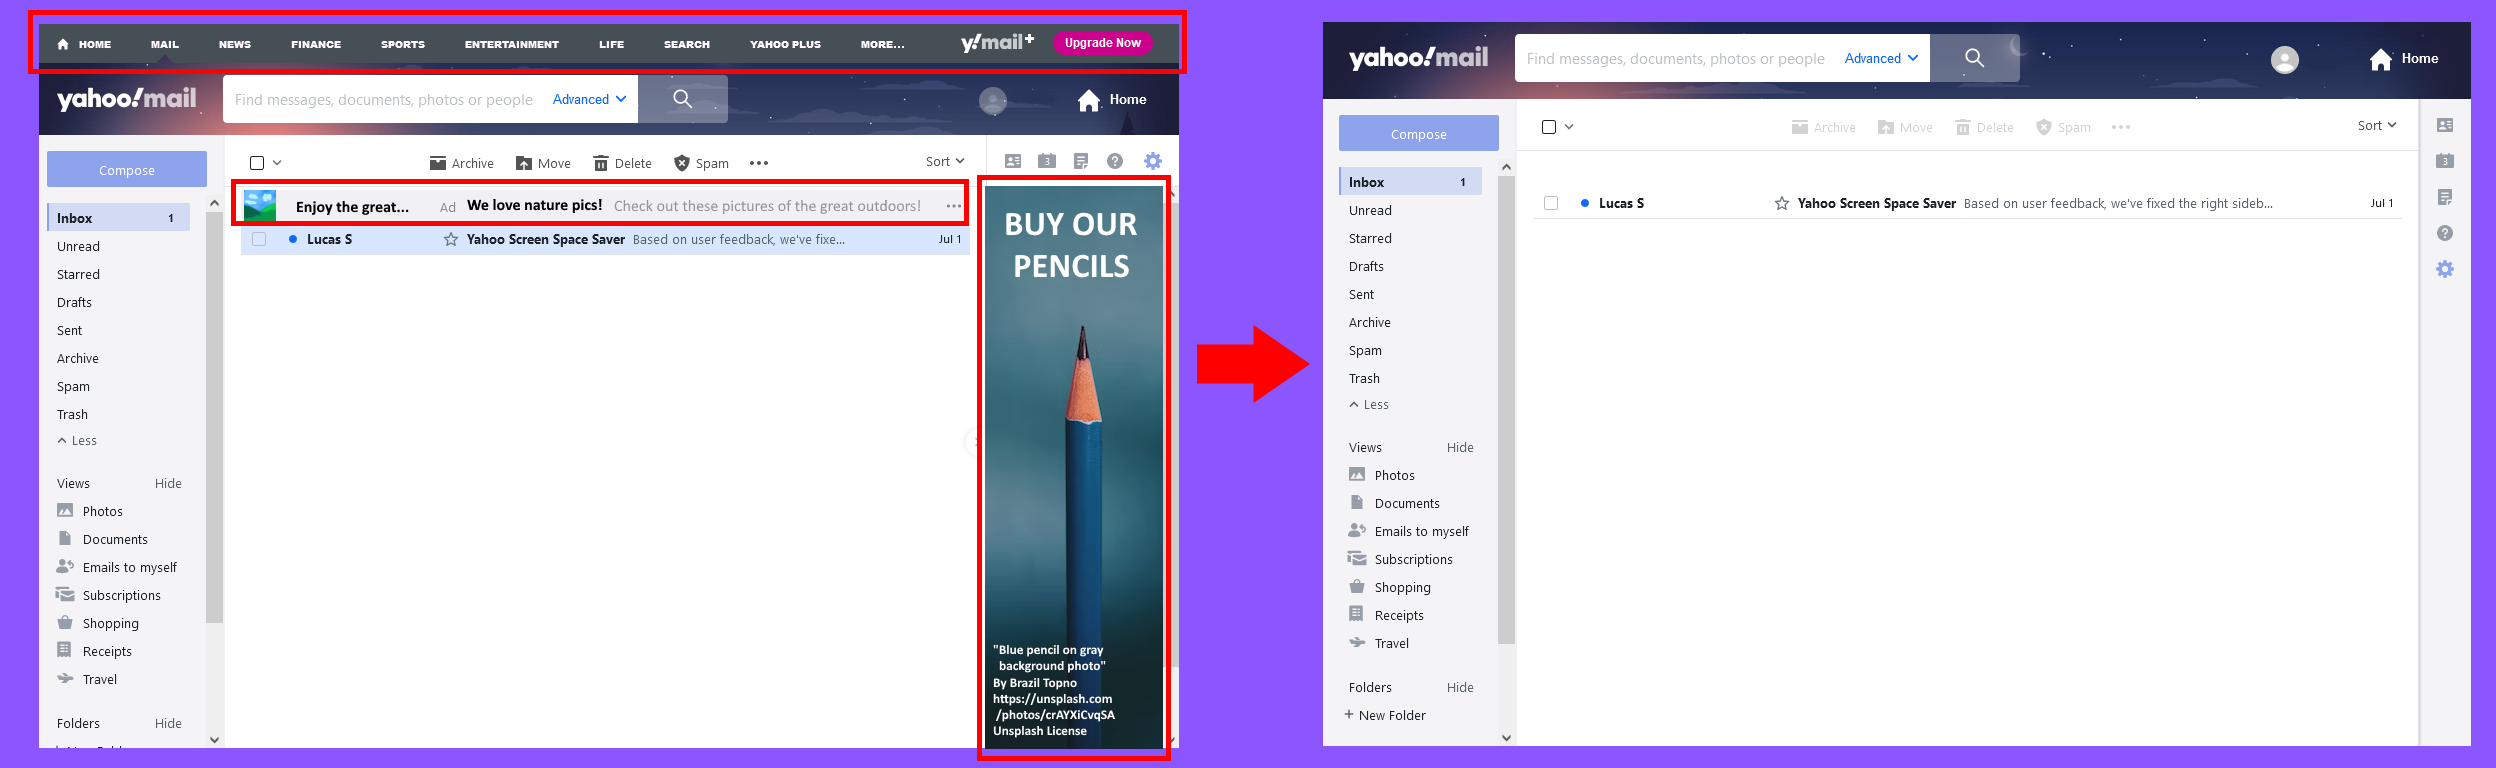 HOME MAIL NEWS FINANCE SPORTS ENTERTAINMENT LIFE SEARCH YAHOO PLUS MORE... y!mail+ Upgrade Now
yahoo!mail Find messages, documents, photos or people Advanced Home
Compose
Archive Move Delete Spam ••• Sort
3
Enjoy the great... Ad We love nature pics! Check out these pictures of the great outdoors!
Lucas S Yahoo Screen Space Saver Based on user feedback, we've fixe... Jul 1
Inbox 1
Unread
Starred
Drafts
Sent
Archive
Spam
Trash
Less
Views Hide
Photos
Documents
Emails to myself
Subscriptions
Shopping
Receipts
Travel
Folders Hide
BUY OUR
PENCILS
"Blue pencil on gray
background photo"
By Brazil Topno
https://unsplash.com
/photos/crAYXiCvqSA
Unsplash License
yahoo!mail Find messages, documents, photos or people Advanced Home
Compose
Archive Move Delete Spam ••• Sort
3
Lucas S Yahoo Screen Space Saver Based on user feedback, we've fixed the right sideb... Jul 1
Inbox 1
Unread
Starred
Drafts
Sent
Archive
Spam
Trash
Less
Views Hide
Photos
Documents
Emails to myself
Subscriptions
Shopping
Receipts
Travel
Folders Hide
+ New Folder